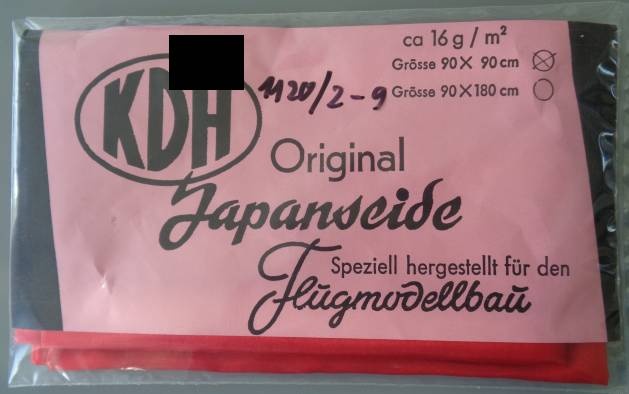 ca 16 g / m²
Grösse 90 X 90 cm
KDH
1120/2-9
Grösse 90 X 180 cm
Original
Japanseide
Speziell hergestellt für den
Flugmodellbau